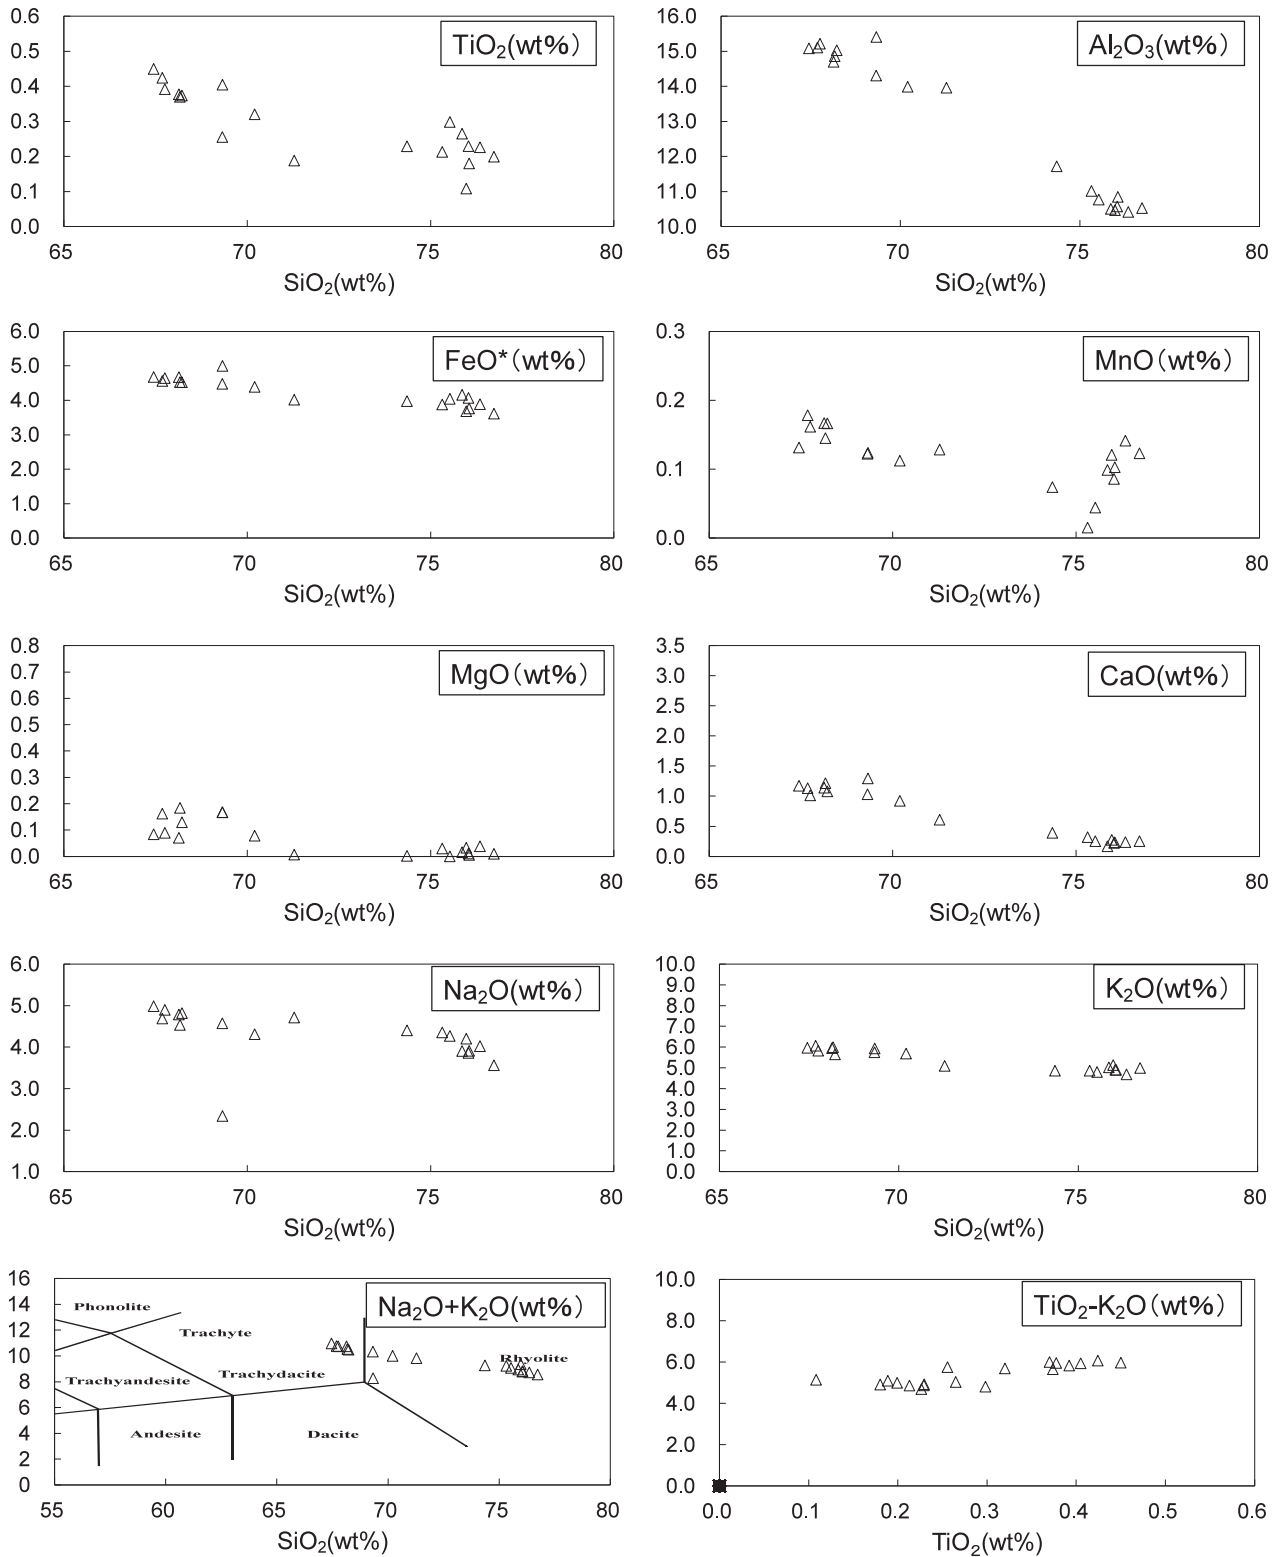 TiO₂(wt%)
0.6
0.5
0.4
0.3
0.2
0.1
0.0
65 70 75 80
SiO₂(wt%)
Al₂O₃(wt%)
16.0
15.0
14.0
13.0
12.0
11.0
10.0
65 70 75 80
SiO₂(wt%)
FeO*(wt%)
6.0
5.0
4.0
3.0
2.0
1.0
0.0
65 70 75 80
SiO₂(wt%)
MnO(wt%)
0.3
0.2
0.1
0.0
65 70 75 80
SiO₂(wt%)
MgO(wt%)
0.8
0.7
0.6
0.5
0.4
0.3
0.2
0.1
0.0
65 70 75 80
SiO₂(wt%)
CaO(wt%)
3.5
3.0
2.5
2.0
1.5
1.0
0.5
0.0
65 70 75 80
SiO₂(wt%)
Na₂O(wt%)
6.0
5.0
4.0
3.0
2.0
1.0
65 70 75 80
SiO₂(wt%)
K₂O(wt%)
10.0
9.0
8.0
7.0
6.0
5.0
4.0
3.0
2.0
1.0
0.0
65 70 75 80
SiO₂(wt%)
Na₂O+K₂O(wt%)
16
14
12
10
8
6
4
2
0
Phonolite
Trachyte
Rhyolite
Trachyandesite
Trachydacite
Andesite
Dacite
55 60 65 70 75 80
SiO₂(wt%)
TiO₂-K₂O(wt%)
10.0
8.0
6.0
4.0
2.0
0.0
0.0 0.1 0.2 0.3 0.4 0.5 0.6
TiO₂(wt%)